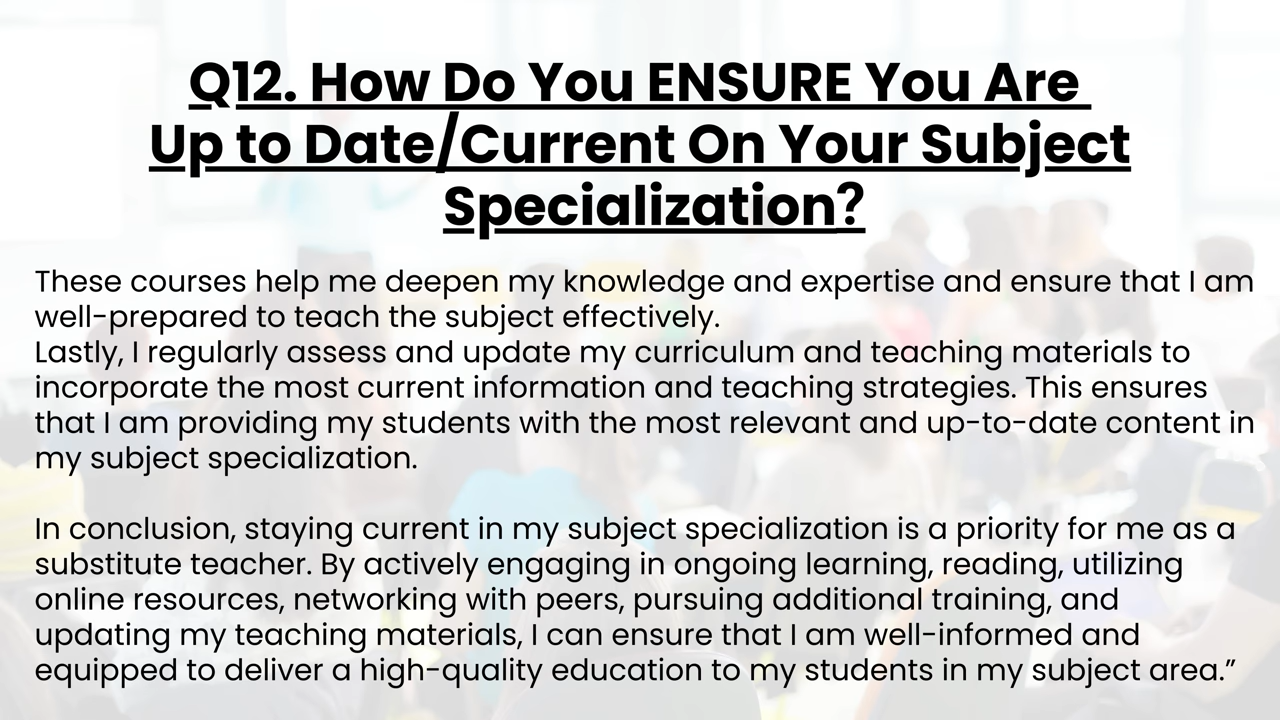 Q12. How Do You ENSURE You Are
Up to Date/Current On Your Subject
Specialization?
These courses help me deepen my knowledge and expertise and ensure that I am
well-prepared to teach the subject effectively.
Lastly, I regularly assess and update my curriculum and teaching materials to
incorporate the most current information and teaching strategies. This ensures
that I am providing my students with the most relevant and up-to-date content in
my subject specialization.
In conclusion, staying current in my subject specialization is a priority for me as a
substitute teacher. By actively engaging in ongoing learning, reading, utilizing
online resources, networking with peers, pursuing additional training, and
updating my teaching materials, I can ensure that I am well-informed and
equipped to deliver a high-quality education to my students in my subject area.”